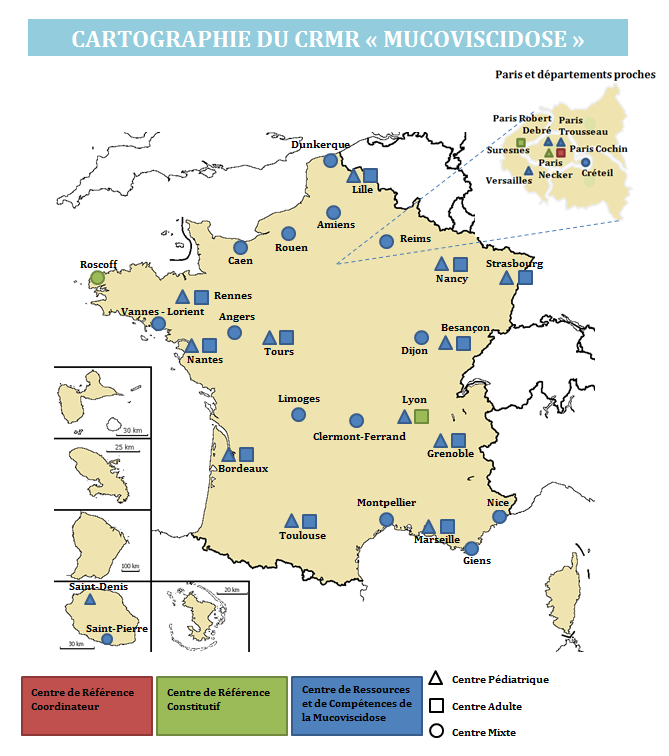 CARTOGRAPHIE DU CRMR « MUCOVISCIDOSE »
Paris et départements proches
Paris Robert
Debré
Paris
Trousseau
Suresnes
Paris Cochin
Paris
Necker
Créteil
Versailles
Dunkerque
Lille
Amiens
Rouen
Reims
Caen
Roscoff
Nancy
Strasbourg
Rennes
Vannes - Lorient
Angers
Besançon
Nantes
Tours
Dijon
Limoges
Lyon
Clermont-Ferrand
Grenoble
Bordeaux
Montpellier
Nice
Toulouse
Marseille
Giens
30 km
25 km
100 km
Saint-Denis
Saint-Pierre
30 km
20 km
Centre de Référence
Coordinateur
Centre de Référence
Constitutif
Centre de Ressources
et de Compétences de
la Mucoviscidose
Centre Pédiatrique
Centre Adulte
Centre Mixte